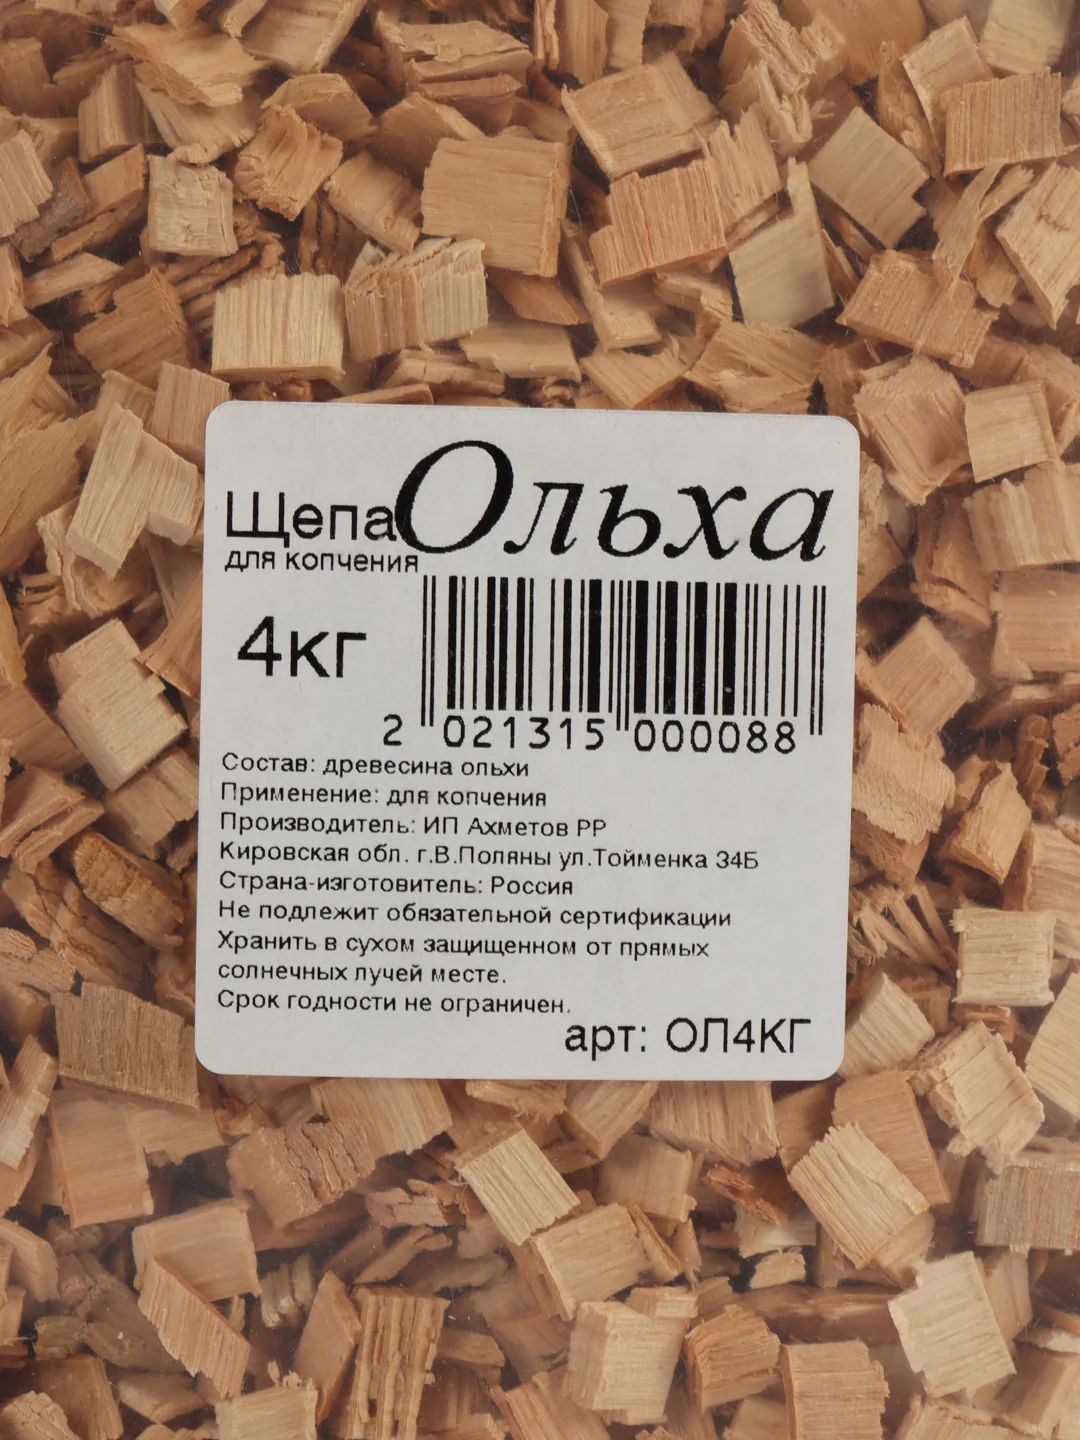 Щепа Ольха
для копчения
4кг
2 021315 000088
Состав: древесина ольхи
Применение: для копчения
Производитель: ИП Ахметов РР
Кировская обл. г.В.Поляны ул.Тойменка 34Б
Страна-изготовитель: Россия
Не подлежит обязательной сертификации
Хранить в сухом защищенном от прямых
солнечных лучей месте.
Срок годности не ограничен.
арт: ОЛ4КГ